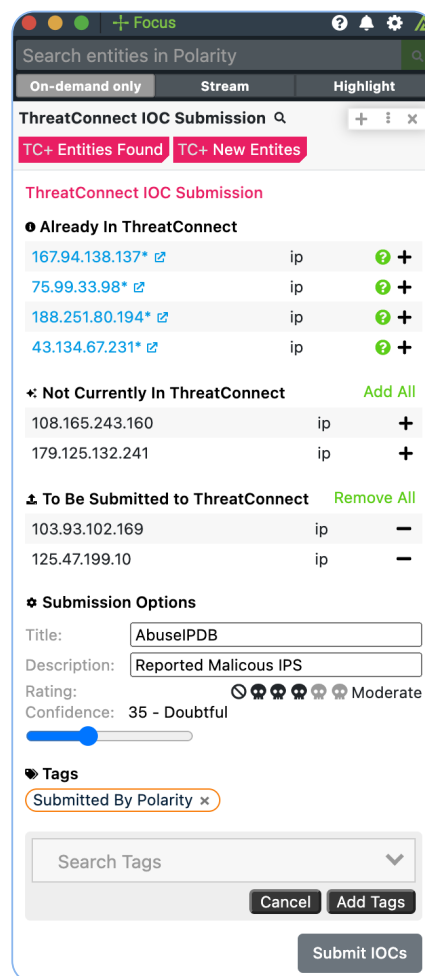 Focus
Search entities in Polarity
On-demand only Stream Highlight
ThreatConnect IOC Submission
TC+ Entities Found TC+ New Entites
ThreatConnect IOC Submission
Already In ThreatConnect
167.94.138.137* ip
75.99.33.98* ip
188.251.80.194* ip
43.134.67.231* ip
Not Currently In ThreatConnect Add All
108.165.243.160 ip
179.125.132.241 ip
To Be Submitted to ThreatConnect Remove All
103.93.102.169 ip
125.47.199.10 ip
Submission Options
Title: AbuseIPDB
Description: Reported Malicous IPS
Rating: Moderate
Confidence: 35 - Doubtful
Tags
Submitted By Polarity ×
Search Tags
Cancel Add Tags
Submit IOCs